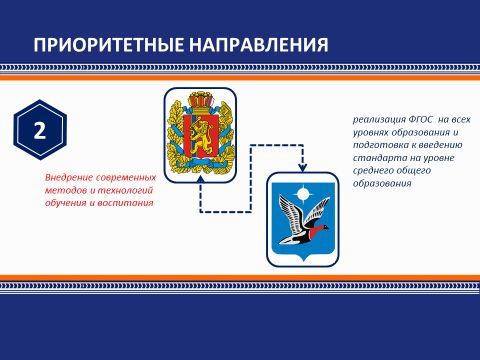 ПРИОРИТЕТНЫЕ НАПРАВЛЕНИЯ
2
Внедрение современных
методов и технологий
обучения и воспитания
реализация ФГОС на всех
уровнях образования и
подготовка к введению
стандарта на уровне
среднего общего
образования